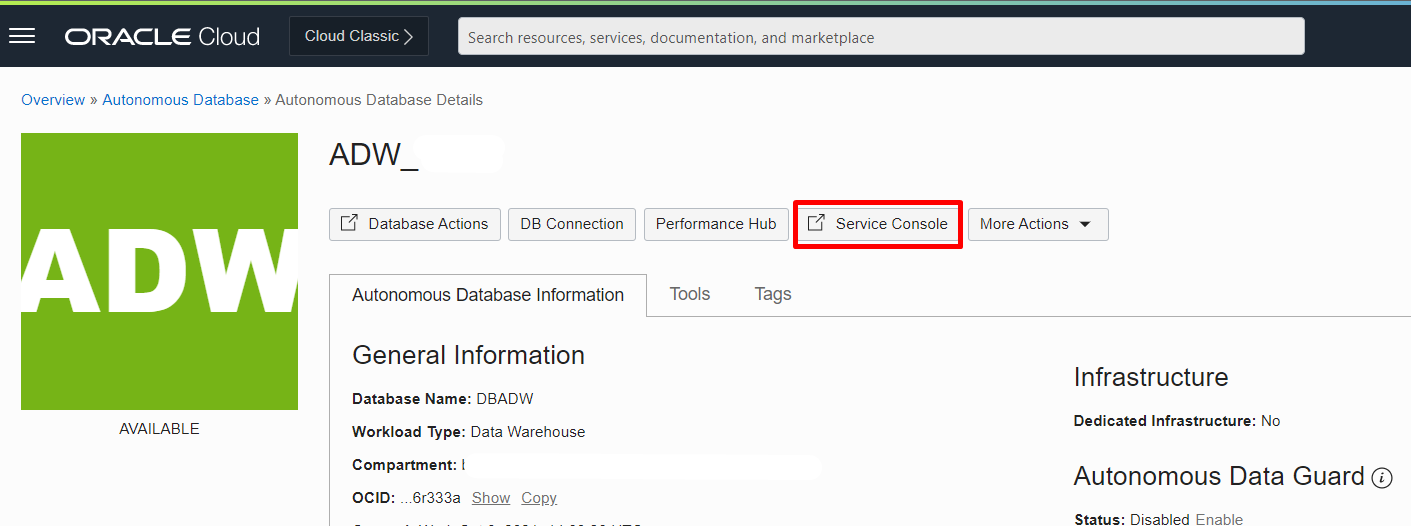 ORACLE Cloud
Cloud Classic
Search resources, services, documentation, and marketplace
Overview » Autonomous Database » Autonomous Database Details
ADW
AVAILABLE
ADW_
Database Actions
DB Connection
Performance Hub
Service Console
More Actions
Autonomous Database Information
Tools
Tags
General Information
Database Name: DBADW
Workload Type: Data Warehouse
Compartment:
OCID: ...6r333a Show Copy
Infrastructure
Dedicated Infrastructure: No
Autonomous Data Guard
Status: Disabled Enable